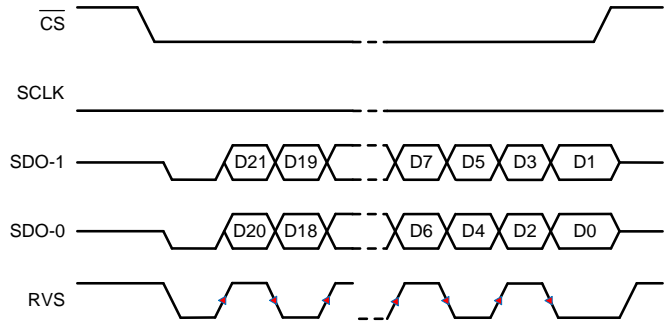 CS
SCLK
SDO-1 D21 D19 D7 D5 D3 D1
SDO-0 D20 D18 D6 D4 D2 D0
RVS